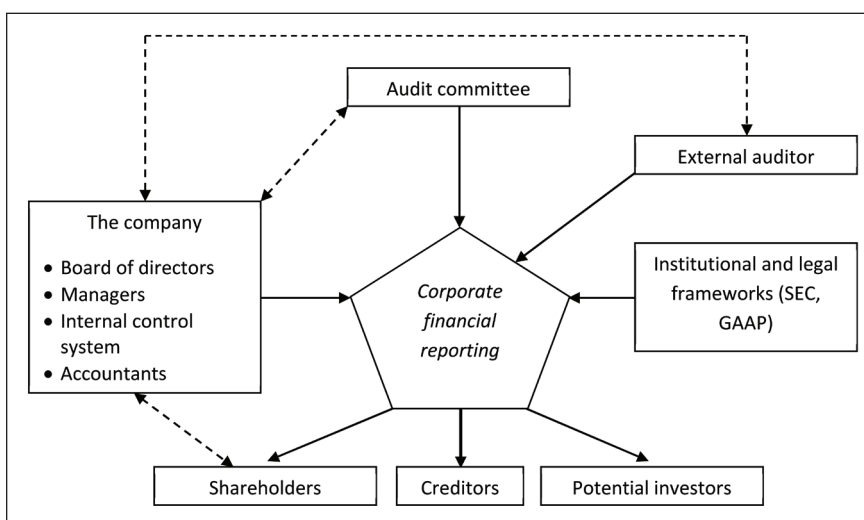 Audit committee
External auditor
The company
• Board of directors
• Managers
• Internal control
system
• Accountants
Corporate
financial
reporting
Institutional and legal
frameworks (SEC,
GAAP)
Shareholders
Creditors
Potential investors